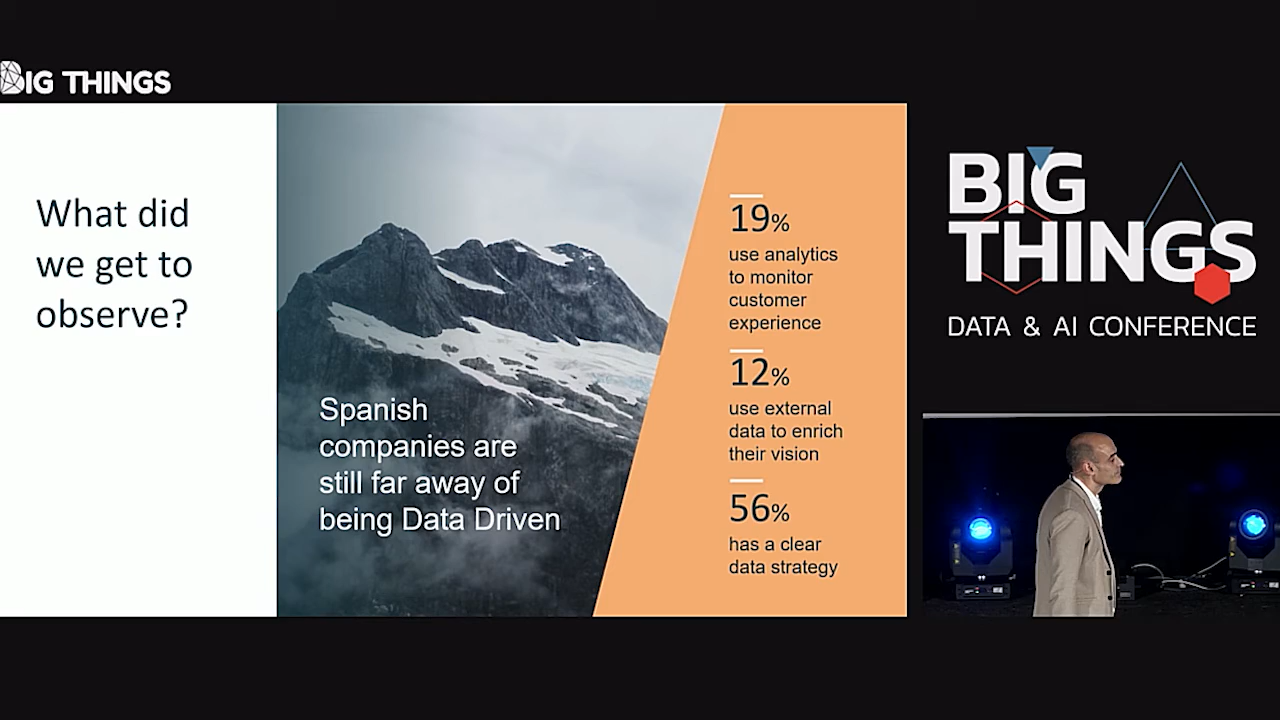 BIG THINGS
What did
we get to
observe?
Spanish
companies are
still far away of
being Data Driven
19%
use analytics
to monitor
customer
experience
12%
use external
data to enrich
their vision
56%
has a clear
data strategy
BIG
THINGS
DATA & AI CONFERENCE